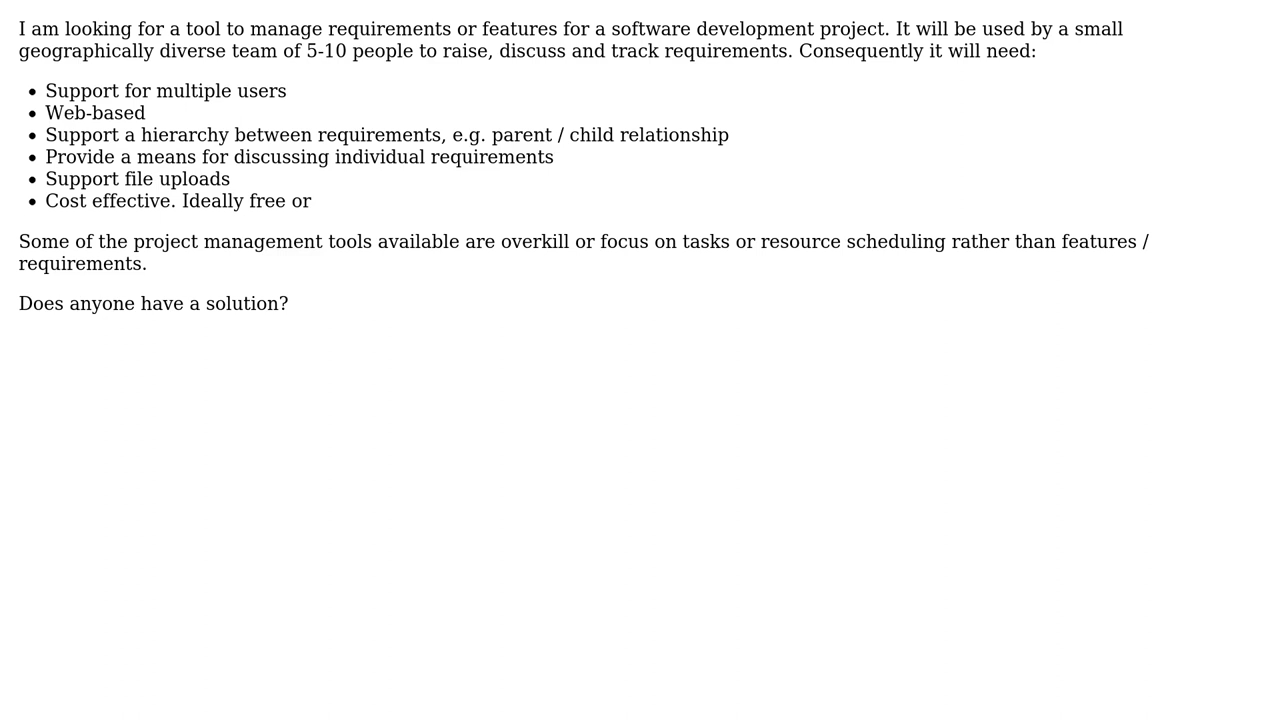 I am looking for a tool to manage requirements or features for a software development project. It will be used by a small
geographically diverse team of 5-10 people to raise, discuss and track requirements. Consequently it will need:
• Support for multiple users
• Web-based
• Support a hierarchy between requirements, e.g. parent / child relationship
• Provide a means for discussing individual requirements
• Support file uploads
• Cost effective. Ideally free or
Some of the project management tools available are overkill or focus on tasks or resource scheduling rather than features /
requirements.
Does anyone have a solution?